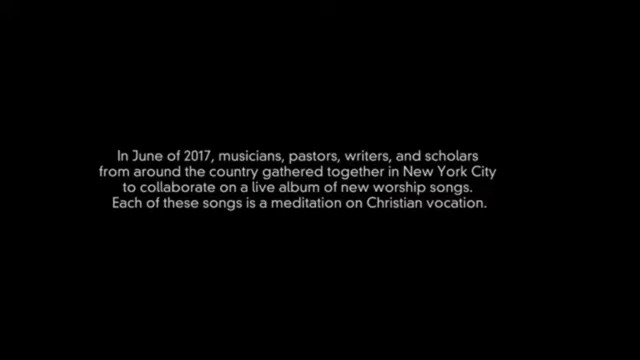 In June of 2017, musicians, pastors, writers, and scholars
from around the country gathered together in New York City
to collaborate on a live album of new worship songs.
Each of these songs is a meditation on Christian vocation.